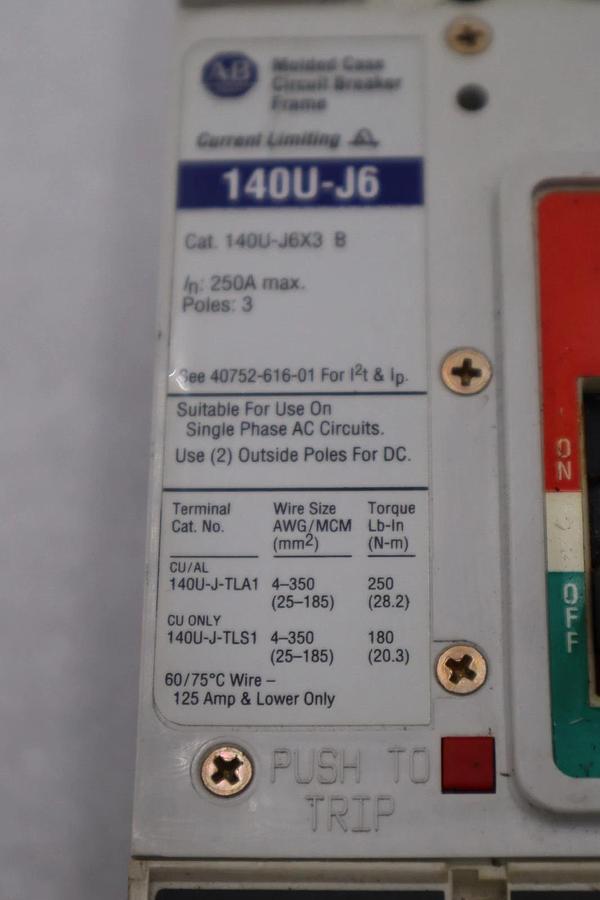 AB
Molded Case
Circuit Breaker
Frame
Current Limiting
140U-J6
Cat. 140U-J6X3 B
In: 250A max.
Poles: 3
See 40752-616-01 For I²t & Ip.
Suitable For Use On
Single Phase AC Circuits.
Use (2) Outside Poles For DC.
Terminal Wire Size Torque
Cat. No. AWG/MCM Lb-In
(mm²) (N-m)
CU/AL
140U-J-TLA1 4–350 250
(25–185) (28.2)
CU ONLY
140U-J-TLS1 4–350 180
(25–185) (20.3)
60/75°C Wire –
125 Amp & Lower Only
ON
OFF
PUSH TO
TRIP